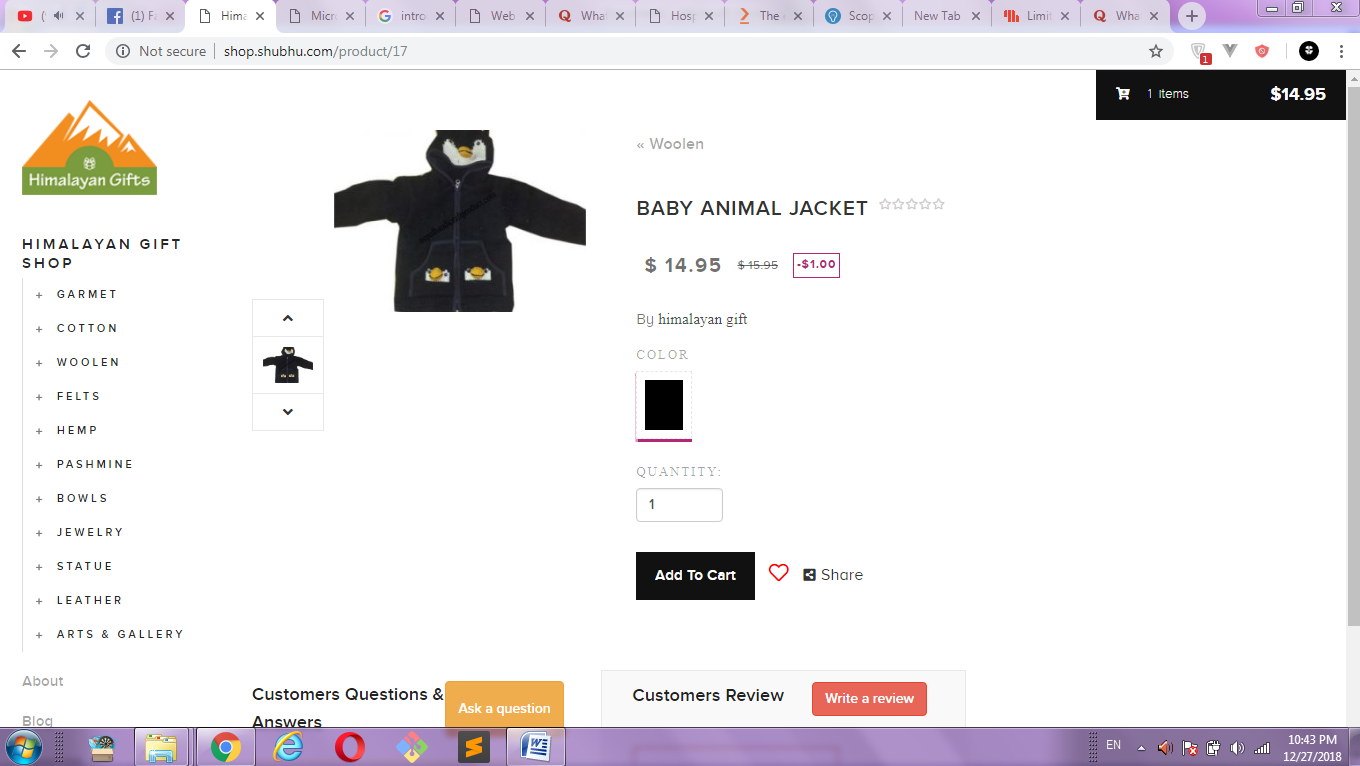 (
(1) Fa
Hima
Micr
intro
Web
What
Hosp
The
Scop
New Tab
Limit
Wha
Not secure
shop.shubhu.com/product/17
1
1 Items
$14.95
Himalayan Gifts
HIMALAYAN GIFT
SHOP
+ GARMET
+ COTTON
+ WOOLEN
+ FELTS
+ HEMP
+ PASHMINE
+ BOWLS
+ JEWELRY
+ STATUE
+ LEATHER
+ ARTS & GALLERY
About
Blog
« Woolen
BABY ANIMAL JACKET
$ 14.95 $ 15.95 -$1.00
By himalayan gift
COLOR
QUANTITY:
1
Add To Cart
Share
Customers Questions &
Answers
Ask a question
Customers Review
Write a review
EN
10:43 PM
12/27/2018